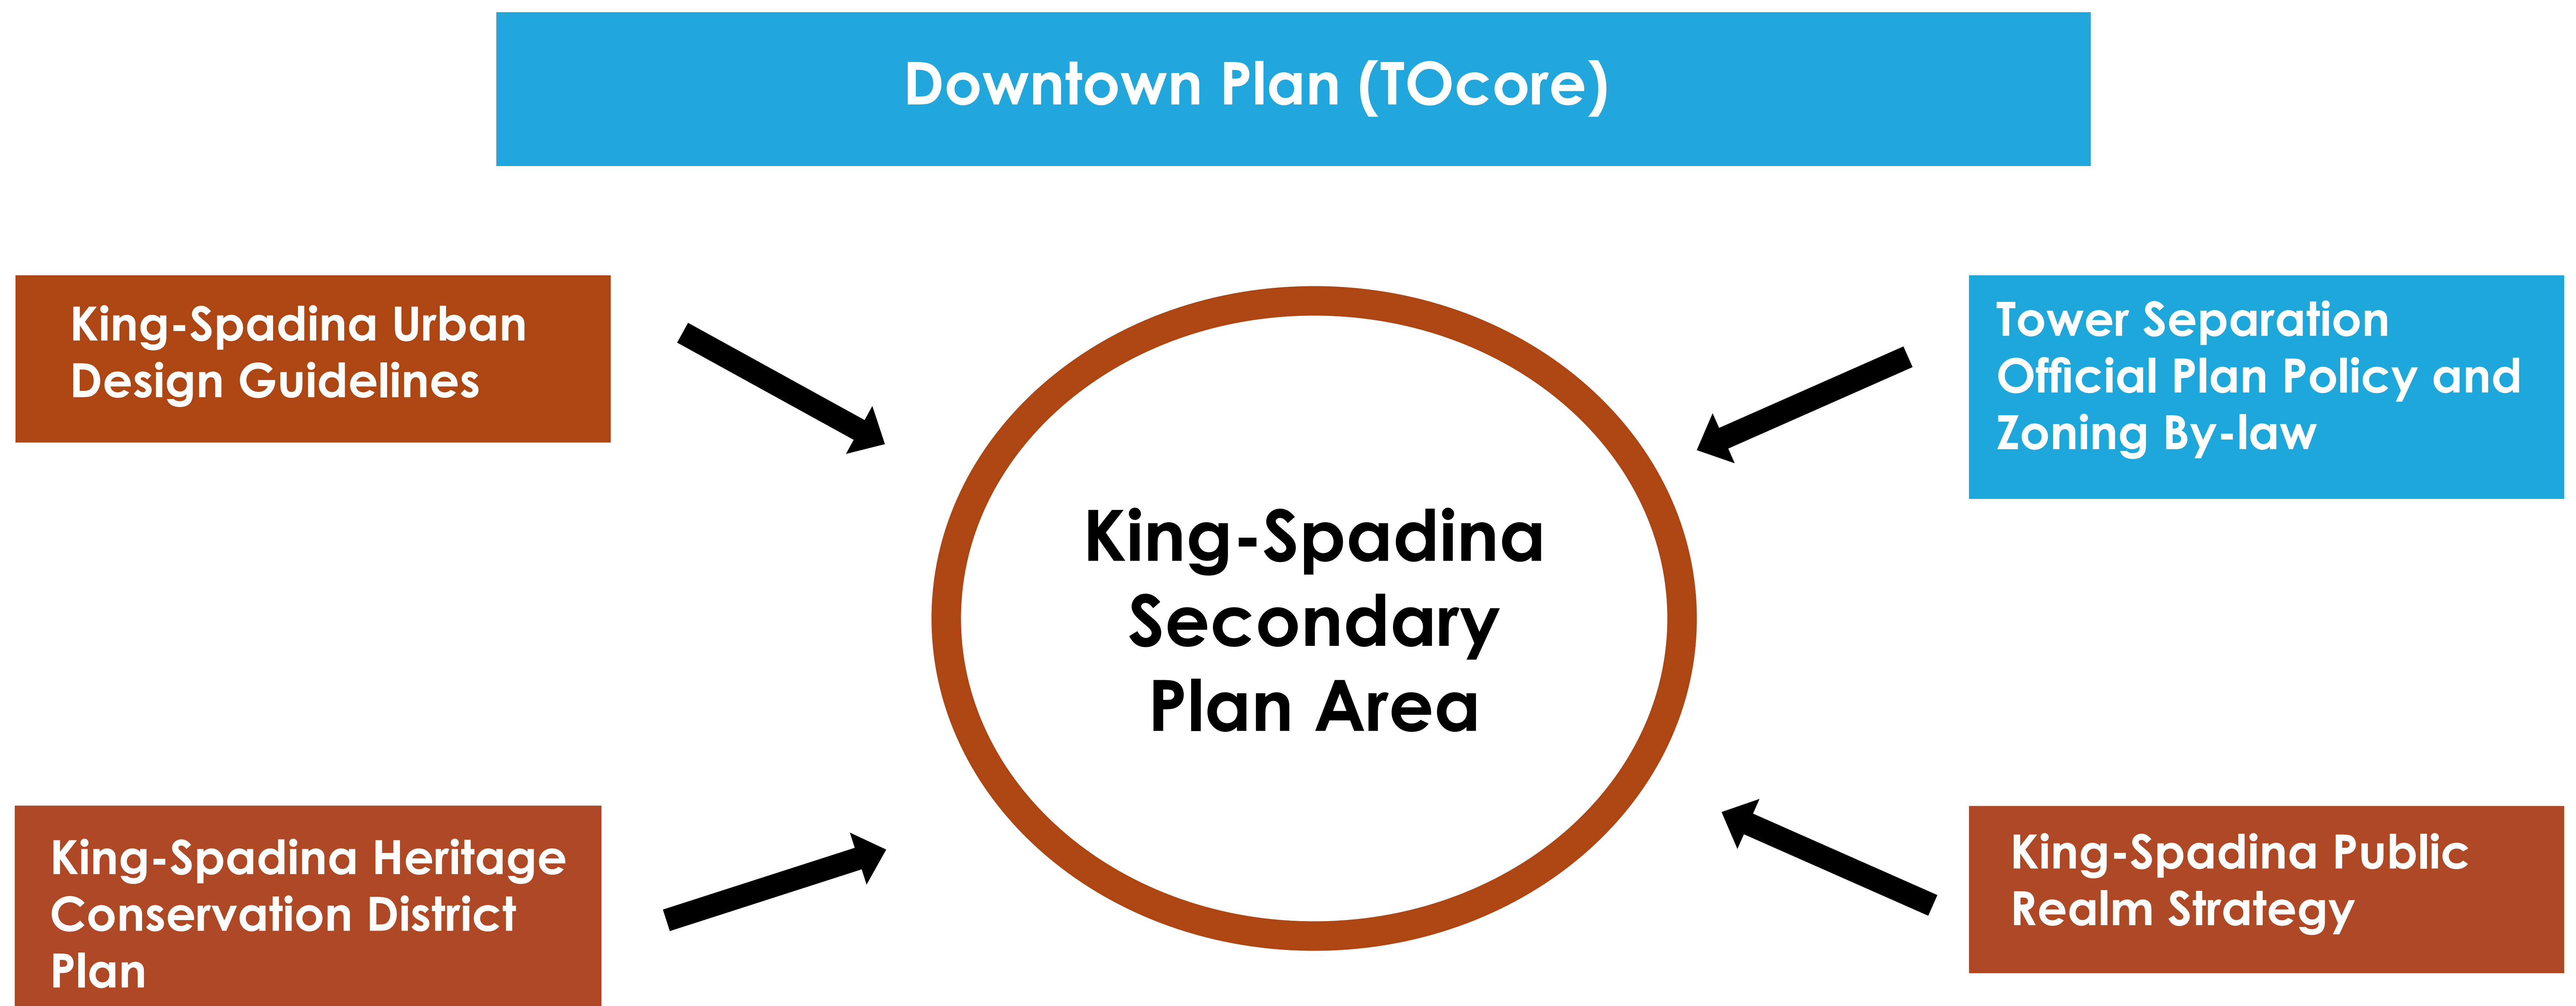 Downtown Plan (TOcore)
King-Spadina Urban
Design Guidelines
Tower Separation
Official Plan Policy and
Zoning By-law
King-Spadina
Secondary
Plan Area
King-Spadina Heritage
Conservation District
Plan
King-Spadina Public
Realm Strategy